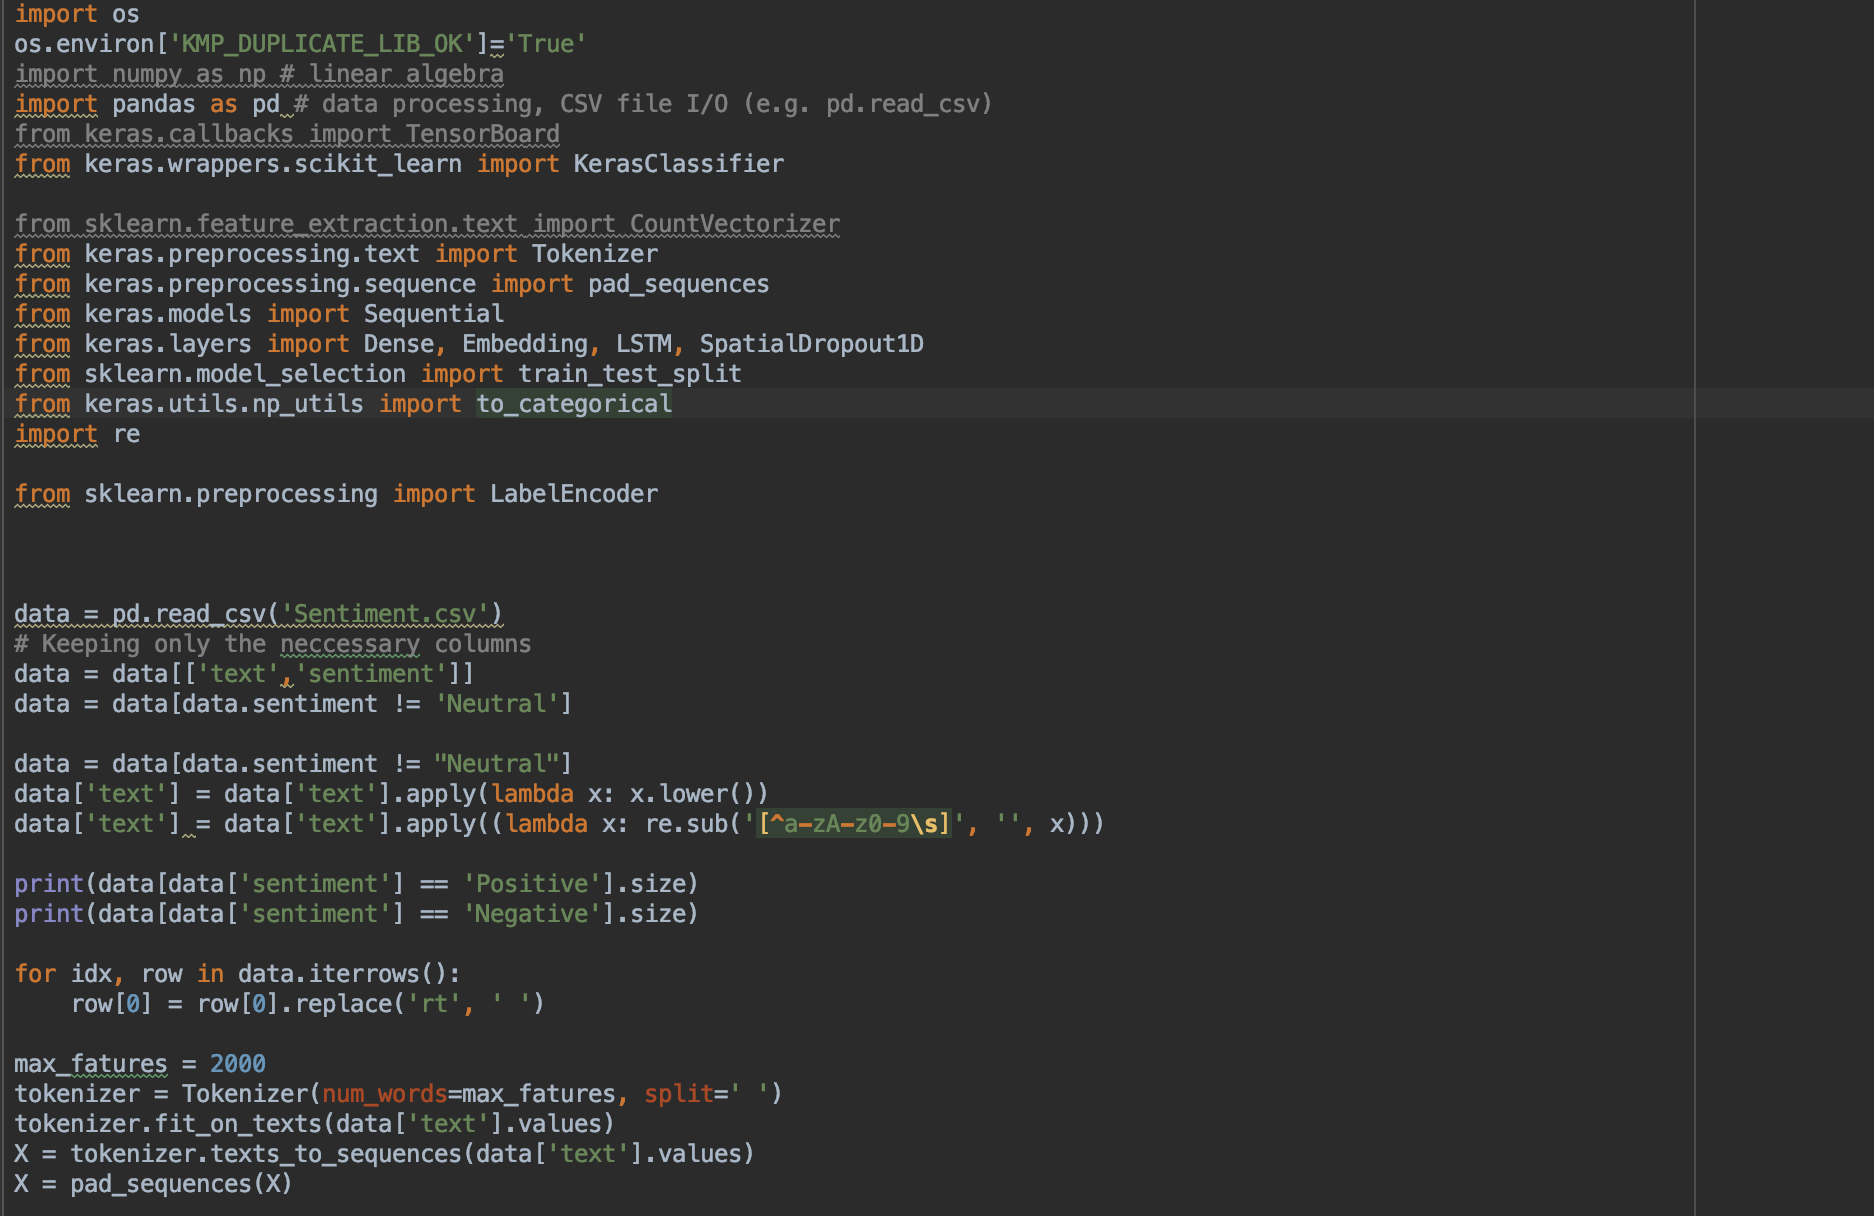 import os
os.environ['KMP_DUPLICATE_LIB_OK']='True'
import numpy as np # linear algebra
import pandas as pd # data processing, CSV file I/O (e.g. pd.read_csv)
from keras.callbacks import TensorBoard
from keras.wrappers.scikit_learn import KerasClassifier
from sklearn.feature_extraction.text import CountVectorizer
from keras.preprocessing.text import Tokenizer
from keras.preprocessing.sequence import pad_sequences
from keras.models import Sequential
from keras.layers import Dense, Embedding, LSTM, SpatialDropout1D
from sklearn.model_selection import train_test_split
from keras.utils.np_utils import to_categorical
import re
from sklearn.preprocessing import LabelEncoder
data = pd.read_csv('Sentiment.csv')
# Keeping only the neccessary columns
data = data[['text','sentiment']]
data = data[data.sentiment != 'Neutral']
data = data[data.sentiment != "Neutral"]
data['text'] = data['text'].apply(lambda x: x.lower())
data['text'] = data['text'].apply((lambda x: re.sub('[^a-zA-z0-9\s]', '', x)))
print(data[data['sentiment'] == 'Positive'].size)
print(data[data['sentiment'] == 'Negative'].size)
for idx, row in data.iterrows():
    row[0] = row[0].replace('rt', ' ')
max_fatures = 2000
tokenizer = Tokenizer(num_words=max_fatures, split=' ')
tokenizer.fit_on_texts(data['text'].values)
X = tokenizer.texts_to_sequences(data['text'].values)
X = pad_sequences(X)